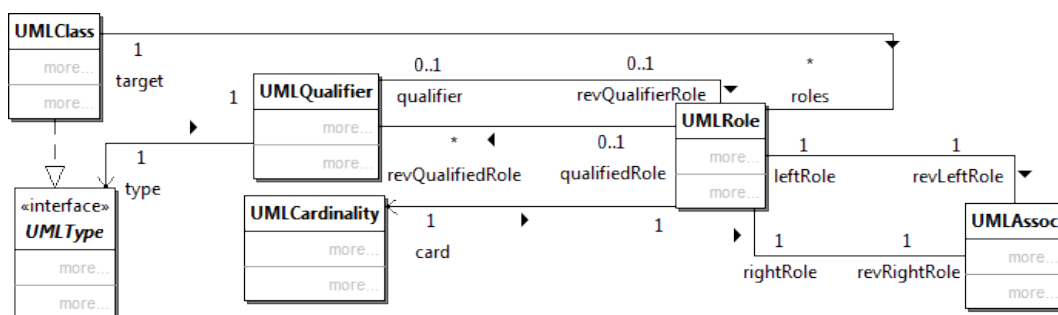 UMLClass
more...
more...
1
target
1
*
roles
UMLQualifier
more...
more...
0..1
qualifier
0..1
revQualifierRole
*
revQualifiedRole
0..1
qualifiedRole
UMLRole
more...
more...
1
type
«interface»
UMLType
more...
more...
UMLCardinality
more...
more...
1
card
1
1
leftRole
1
revLeftRole
1
rightRole
1
revRightRole
UMLAssoc
more...
more...